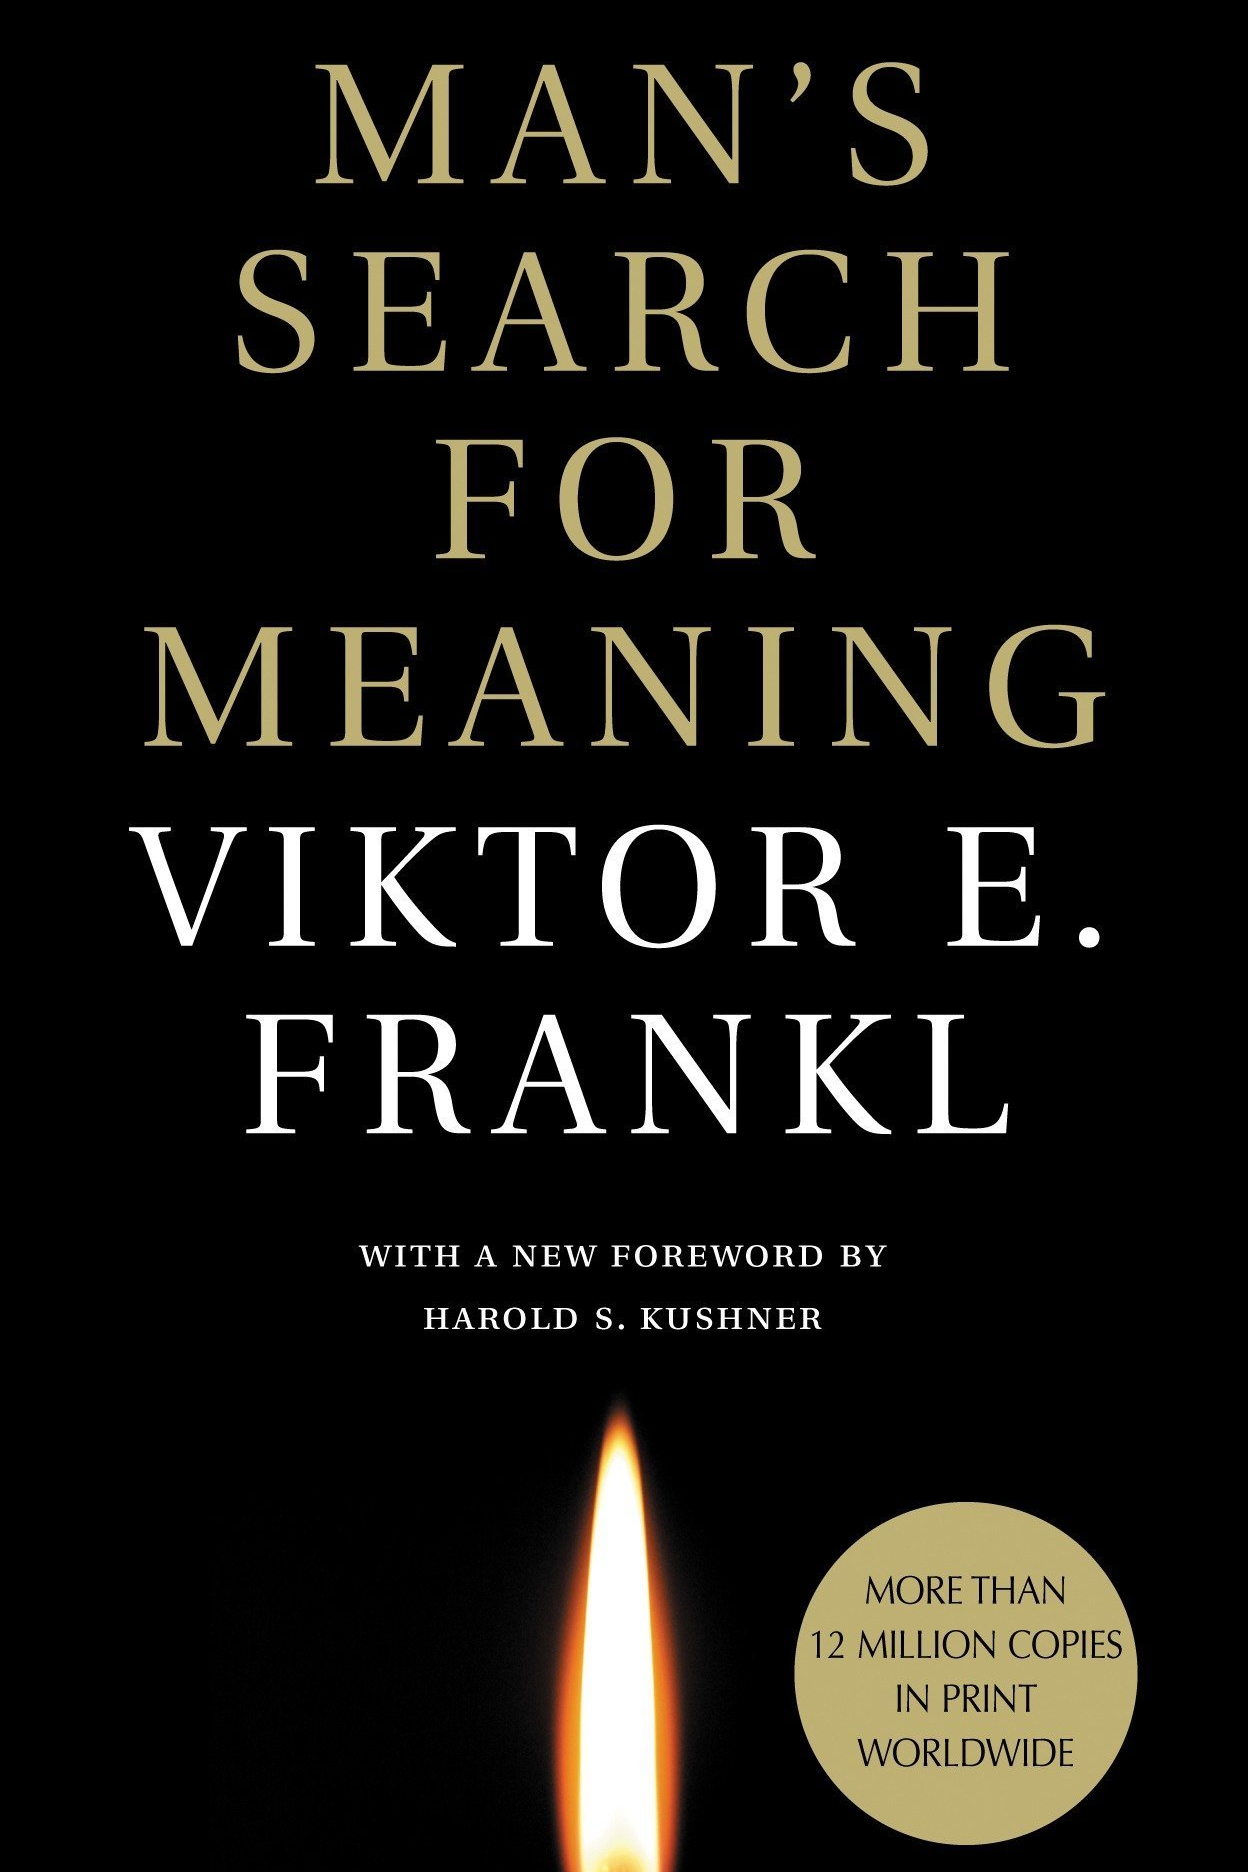 MAN’S
SEARCH
FOR
MEANING
VIKTOR E.
FRANKL
WITH A NEW FOREWORD BY
HAROLD S. KUSHNER
MORE THAN
12 MILLION COPIES
IN PRINT
WORLDWIDE